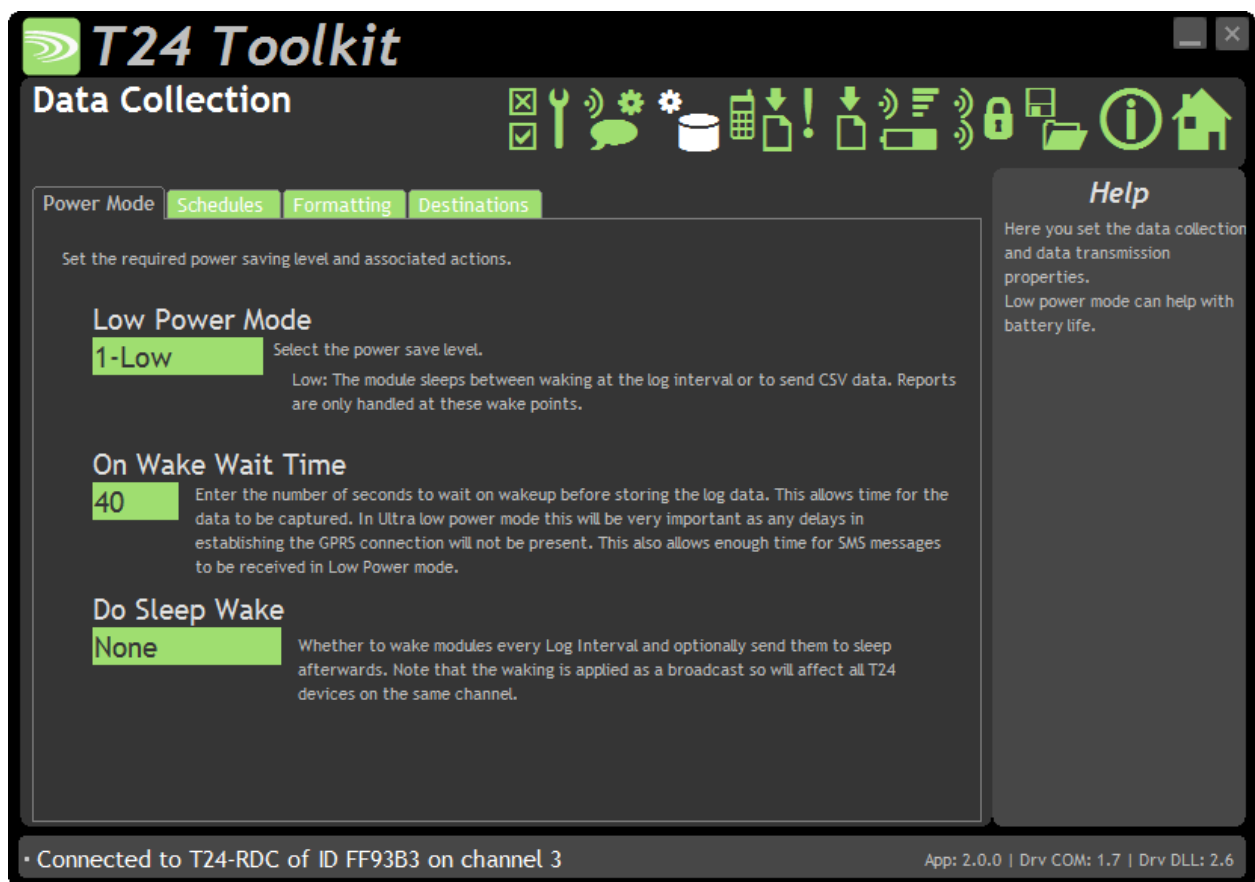 T24 Toolkit
Data Collection
Power Mode
Schedules
Formatting
Destinations
Set the required power saving level and associated actions.
Low Power Mode
1-Low
Select the power save level.
Low: The module sleeps between waking at the log interval or to send CSV data. Reports
are only handled at these wake points.
On Wake Wait Time
40
Enter the number of seconds to wait on wakeup before storing the log data. This allows time for the
data to be captured. In Ultra low power mode this will be very important as any delays in
establishing the GPRS connection will not be present. This also allows enough time for SMS messages
to be received in Low Power mode.
Do Sleep Wake
None
Whether to wake modules every Log Interval and optionally send them to sleep
afterwards. Note that the waking is applied as a broadcast so will affect all T24
devices on the same channel.
Help
Here you set the data collection
and data transmission
properties.
Low power mode can help with
battery life.
Connected to T24-RDC of ID FF93B3 on channel 3
App: 2.0.0 | Drv COM: 1.7 | Drv DLL: 2.6